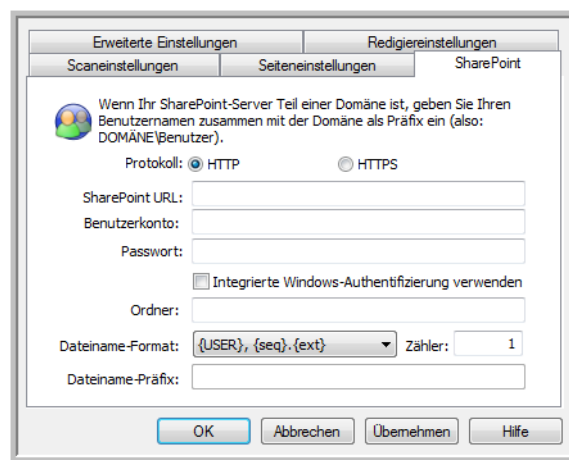 Erweiterte Einstellungen Redigiereinstellungen
Scaneinstellungen Seiteneinstellungen SharePoint
Wenn Ihr SharePoint-Server Teil einer Domäne ist, geben Sie Ihren
Benutzernamen zusammen mit der Domäne als Präfix ein (also:
DOMÄNE\Benutzer).
Protokoll: HTTP HTTPS
SharePoint URL:
Benutzerkonto:
Passwort:
Integrierte Windows-Authentifizierung verwenden
Ordner:
Dateiname-Format: {USER}, {seq}.{ext} Zähler: 1
Dateiname-Präfix:
OK Abbrechen Übernehmen Hilfe